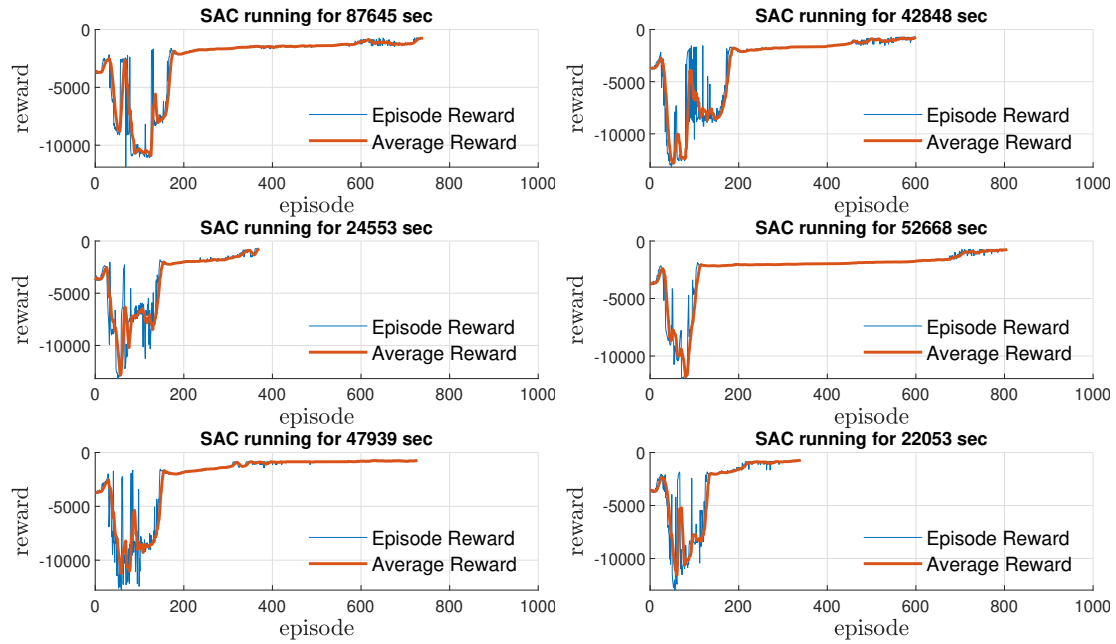 SAC running for 87645 sec
0
-5000
-10000
reward
Episode Reward
Average Reward
0 200 400 600 800 1000
episode
SAC running for 42848 sec
0
-5000
-10000
reward
Episode Reward
Average Reward
0 200 400 600 800 1000
episode
SAC running for 24553 sec
0
-5000
-10000
reward
Episode Reward
Average Reward
0 200 400 600 800 1000
episode
SAC running for 52668 sec
0
-5000
-10000
reward
Episode Reward
Average Reward
0 200 400 600 800 1000
episode
SAC running for 47939 sec
0
-5000
-10000
reward
Episode Reward
Average Reward
0 200 400 600 800 1000
episode
SAC running for 22053 sec
0
-5000
-10000
reward
Episode Reward
Average Reward
0 200 400 600 800 1000
episode